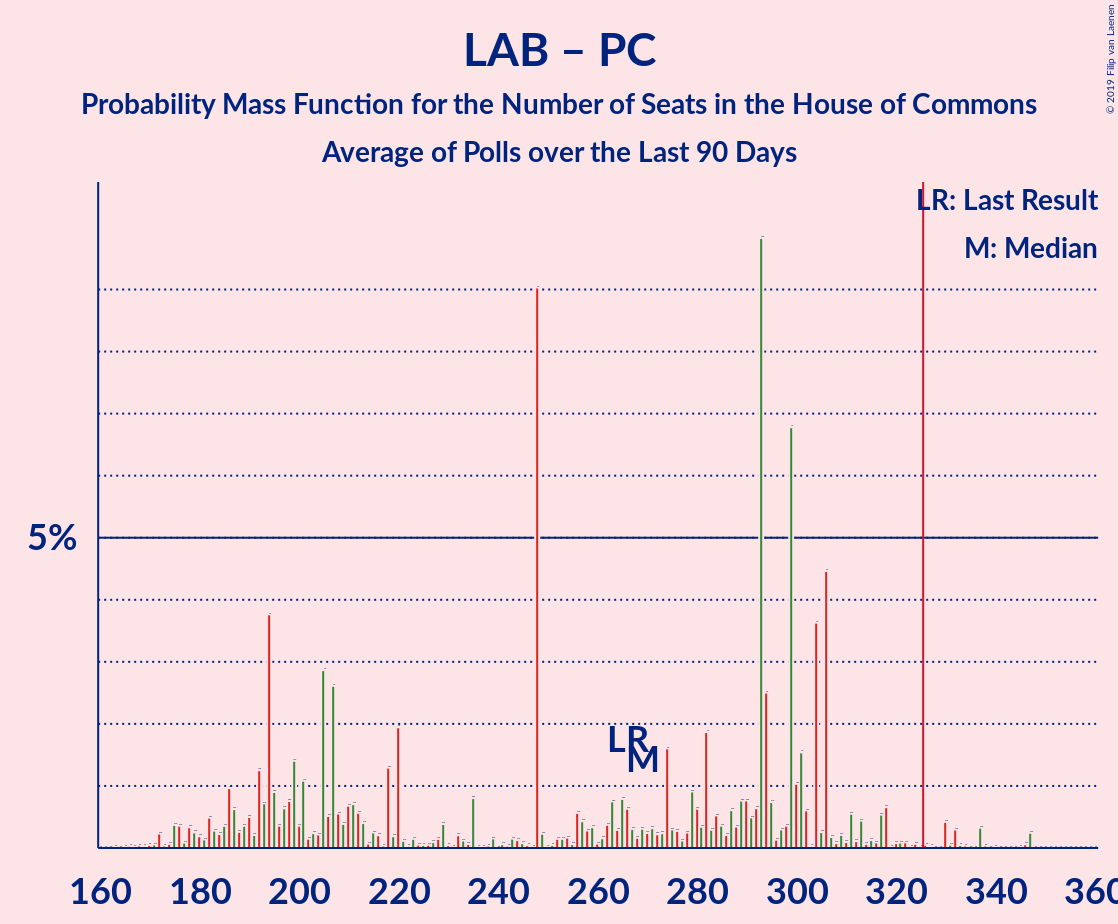 LAB – PC
Probability Mass Function for the Number of Seats in the House of Commons
Average of Polls over the Last 90 Days
© 2019 Filip van Laenen
LR: Last Result
M: Median
5%
LR
M
160 180 200 220 240 260 280 300 320 340 360